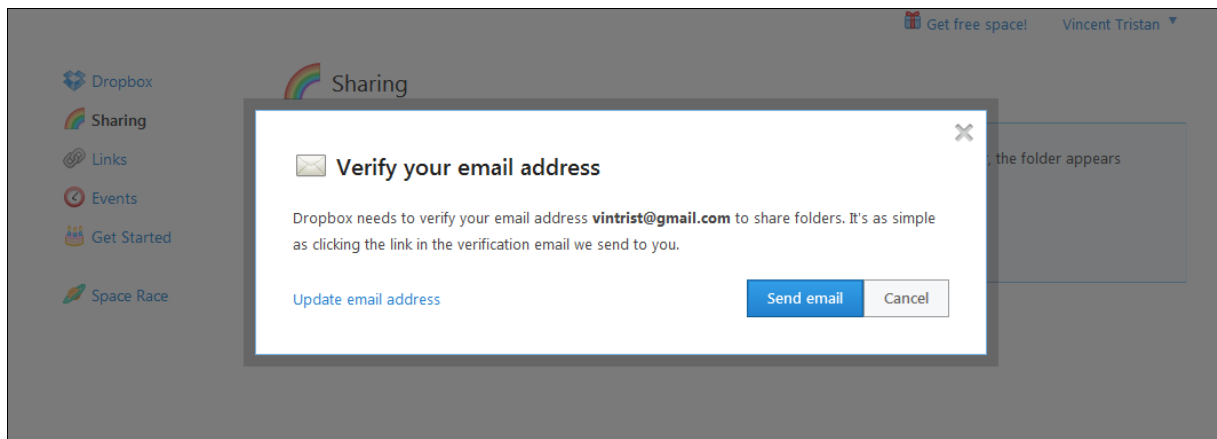 Get free space! Vincent Tristan
Dropbox
Sharing
Links
Events
Get Started
Space Race
Sharing
, the folder appears
Verify your email address
Dropbox needs to verify your email address vintrist@gmail.com to share folders. It's as simple
as clicking the link in the verification email we send to you.
Update email address
Send email Cancel